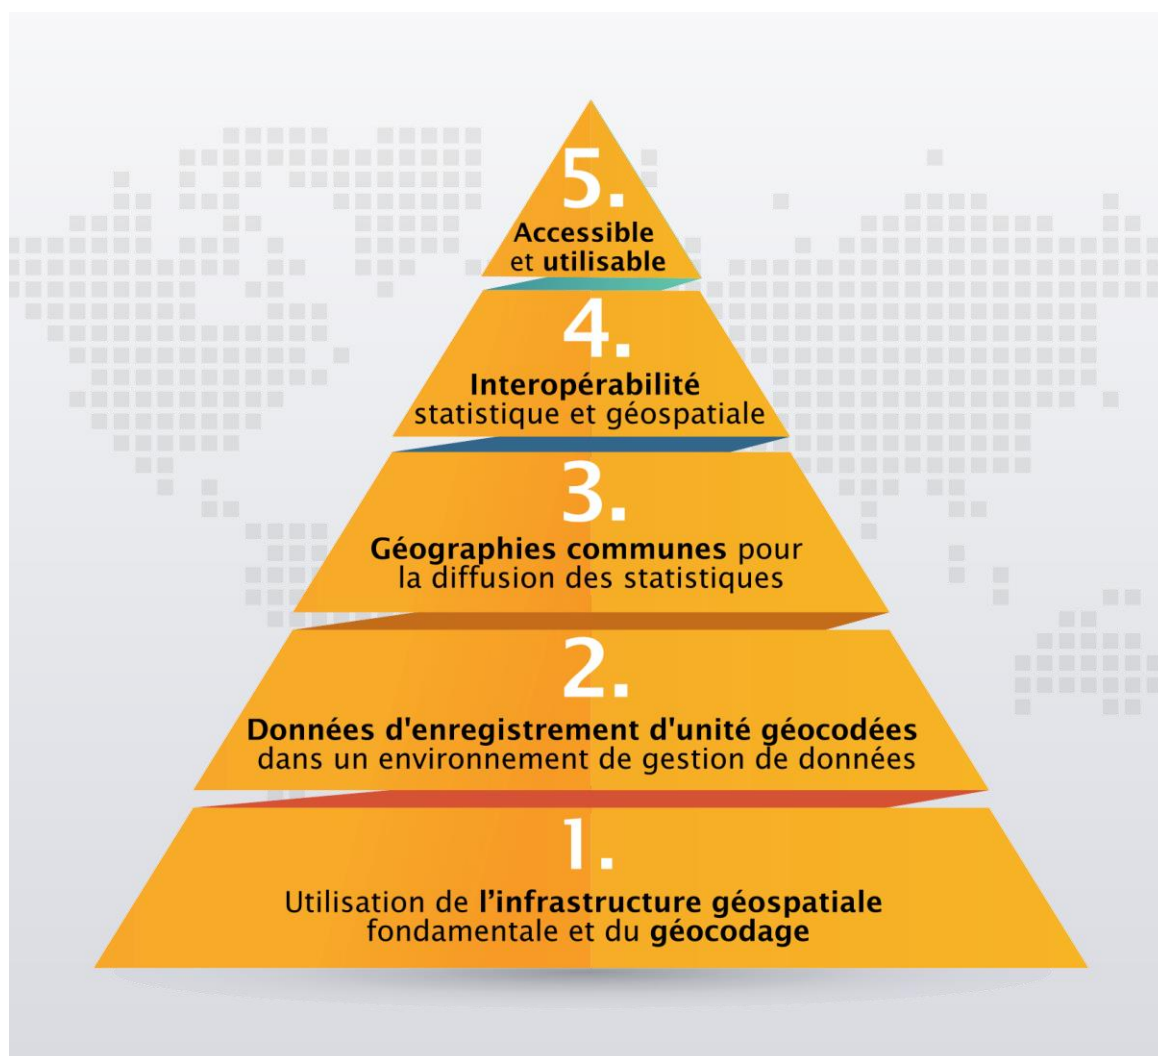 5.
Accessible
et utilisable
4.
Interopérabilité
statistique et géospatiale
3.
Géographies communes pour
la diffusion des statistiques
2.
Données d'enregistrement d'unité géocodées
dans un environnement de gestion de données
1.
Utilisation de l’infrastructure géospatiale
fondamentale et du géocodage